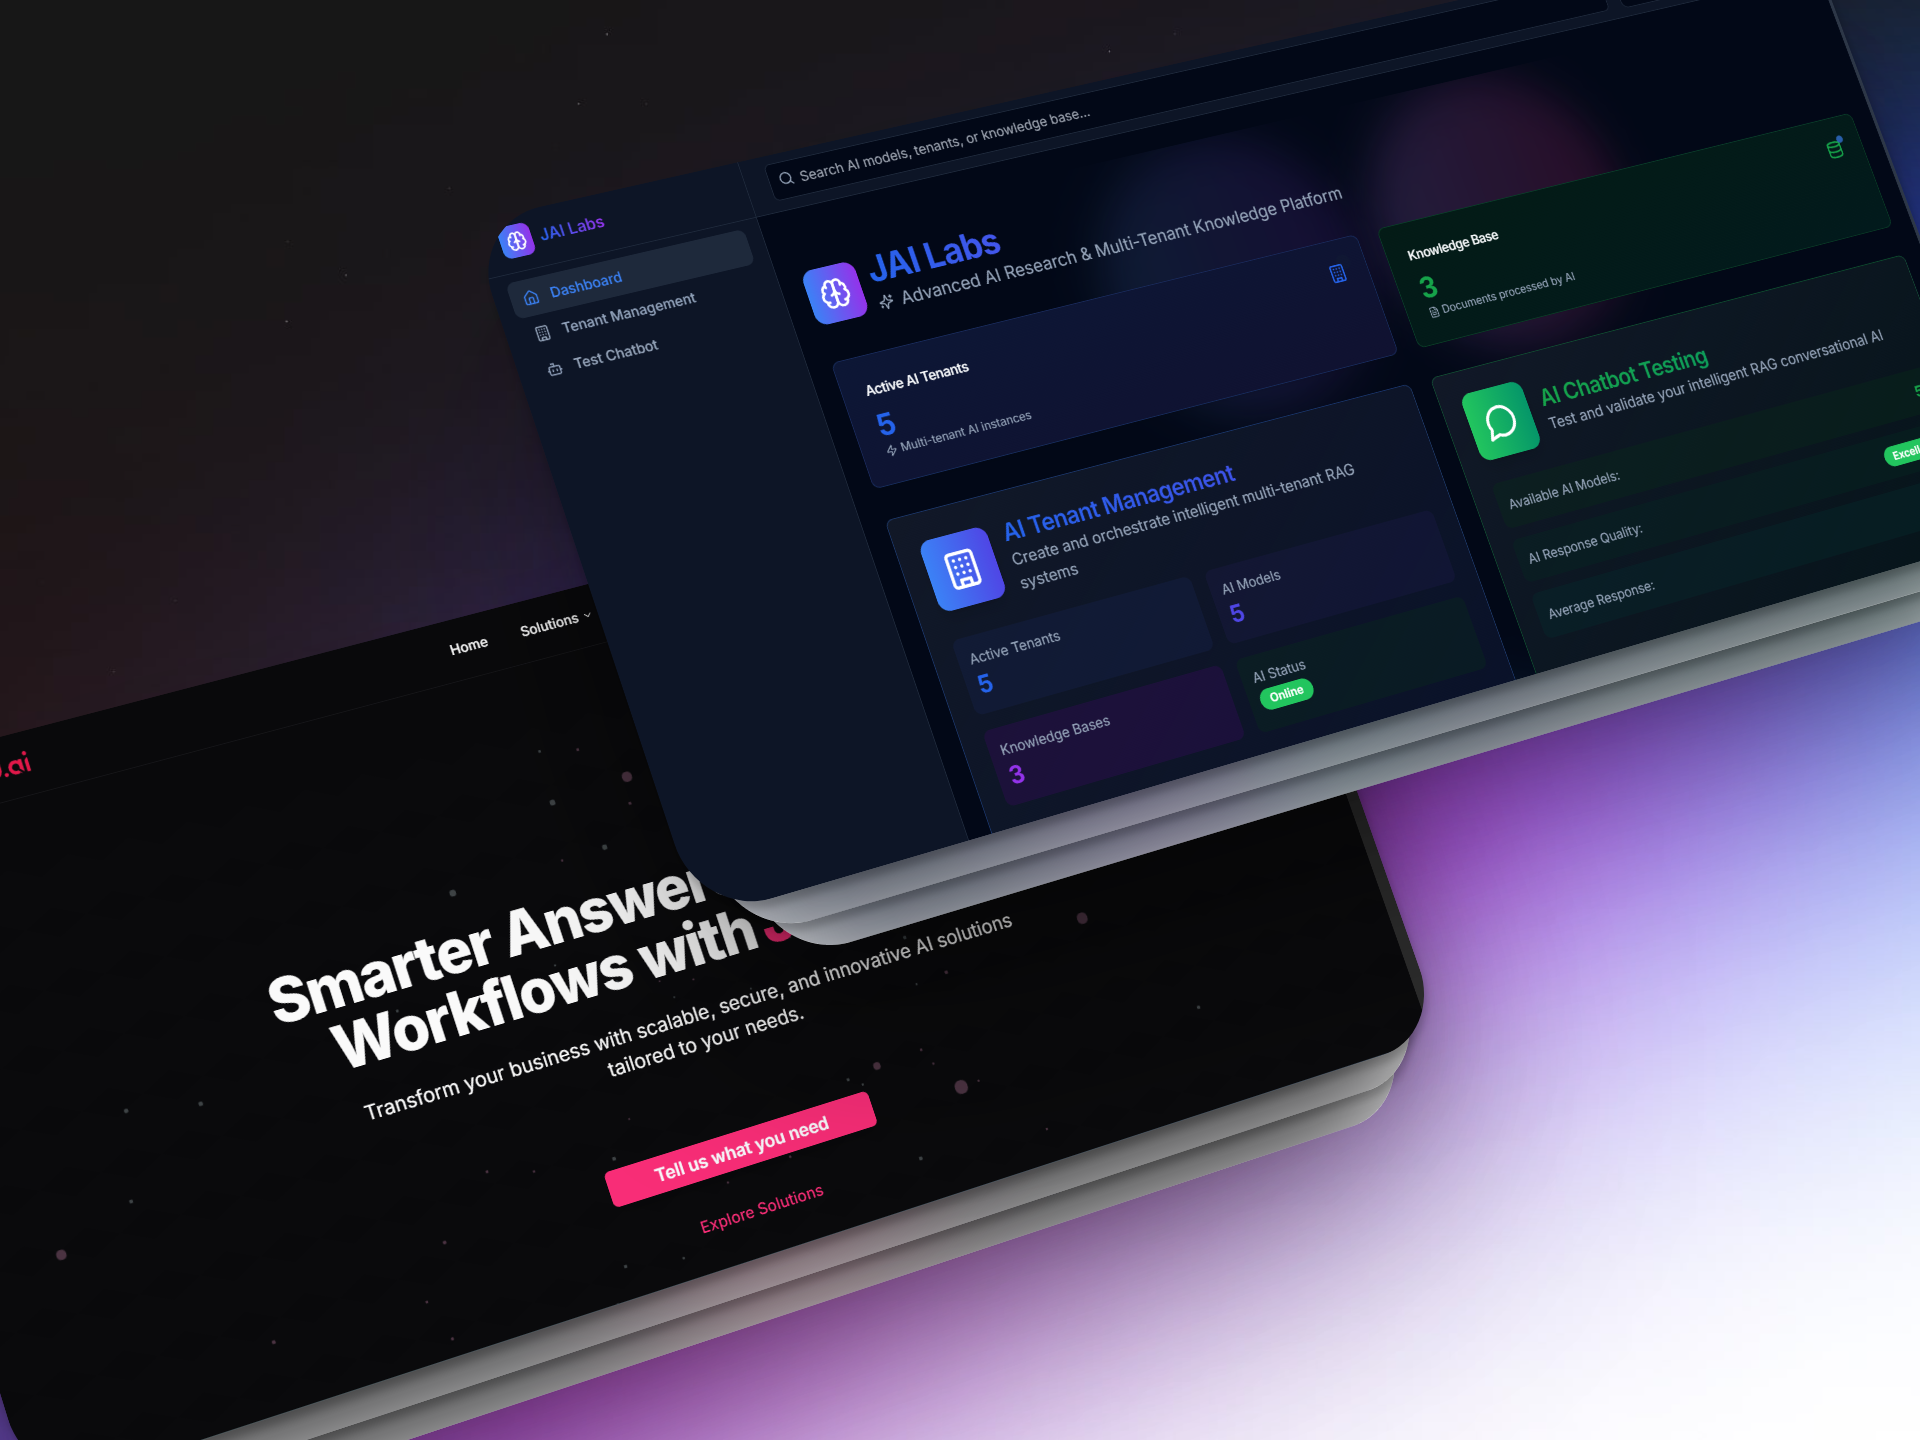 Search AI models, tenants, or knowledge base...
JAI Labs
Dashboard
Tenant Management
Test Chatbot
JAI Labs
Advanced AI Research & Multi-Tenant Knowledge Platform
Active AI Tenants
5
Multi-tenant AI instances
Knowledge Base
3
Documents processed by AI
AI Tenant Management
Create and orchestrate intelligent multi-tenant RAG
systems
Active Tenants
5
AI Models
5
Knowledge Bases
3
AI Status
Online
AI Chatbot Testing
Test and validate your intelligent RAG conversational AI
Available AI Models:
5
AI Response Quality:
Average Response:
Home
Solutions
.ai
Smarter
Workflows with
Transform your business with scalable, secure, and innovative AI solutions
tailored to your needs.
Tell us what you need
Explore Solutions